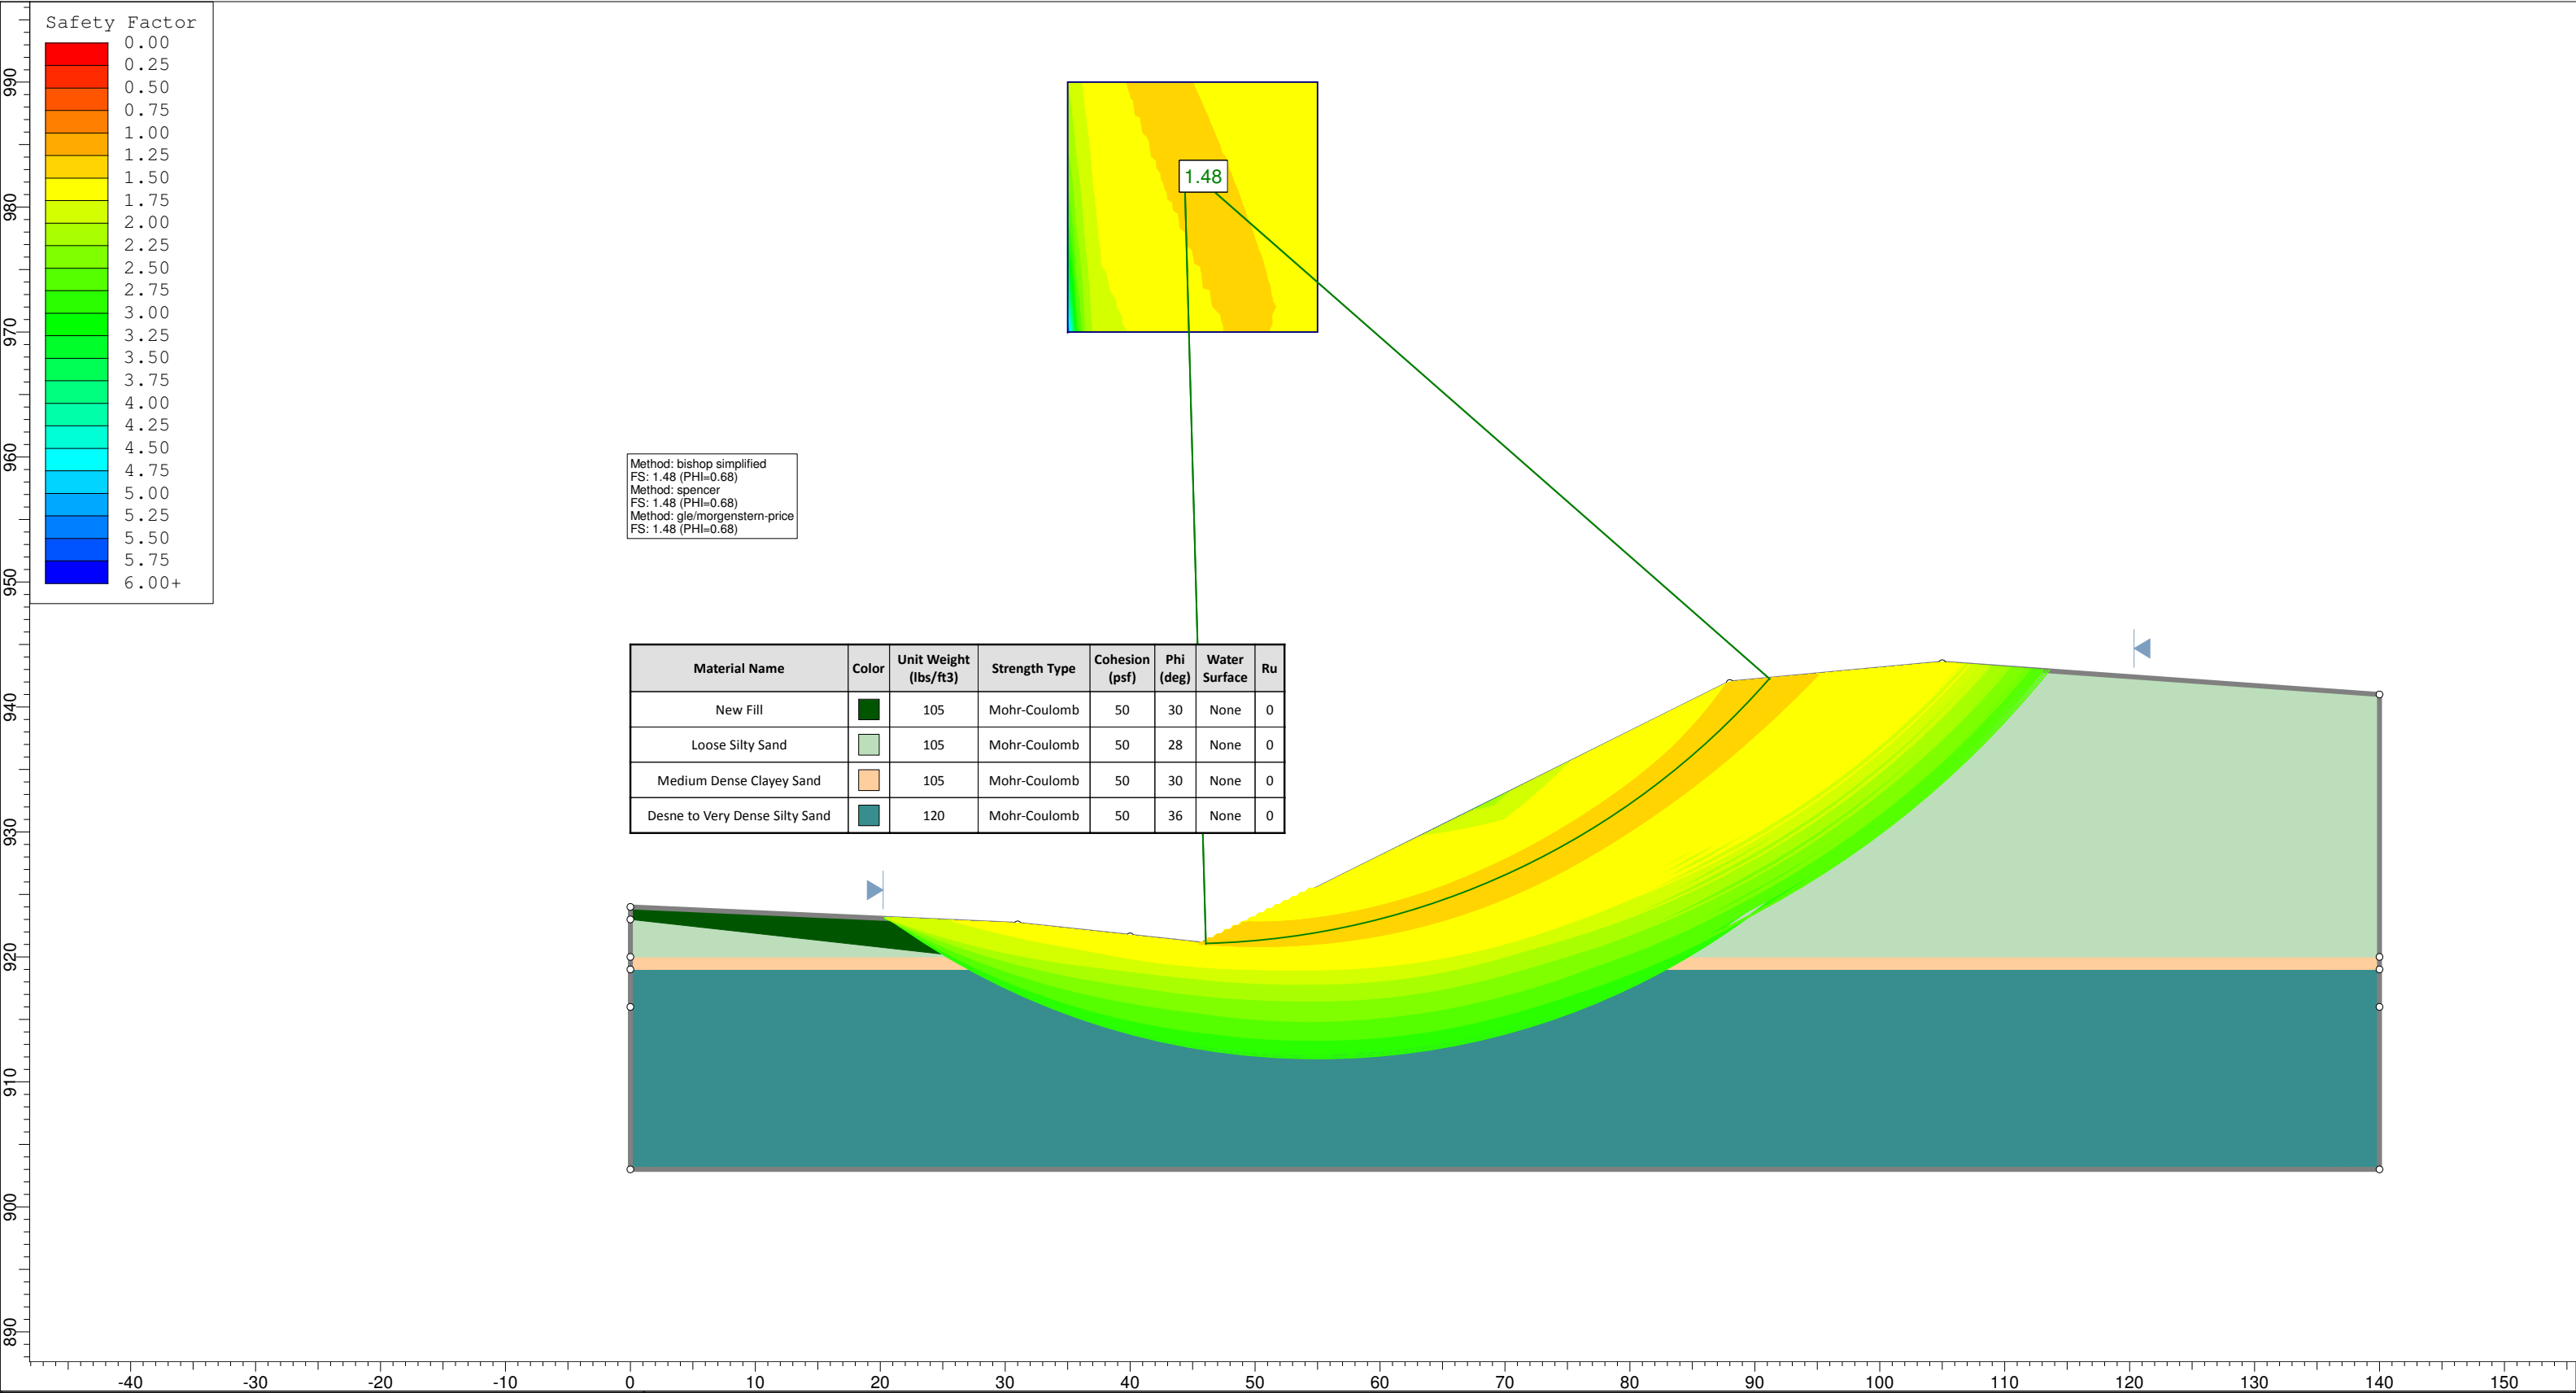 Safety Factor
0.00
0.25
0.50
0.75
1.00
1.25
1.50
1.75
2.00
2.25
2.50
2.75
3.00
3.25
3.50
3.75
4.00
4.25
4.50
4.75
5.00
5.25
5.50
5.75
6.00+
990
980
970
960
950
940
930
920
910
900
890
1.48
Method: bishop simplified
FS: 1.48 (PHI=0.68)
Method: spencer
FS: 1.48 (PHI=0.68)
Method: gle/morgenstern-price
FS: 1.48 (PHI=0.68)
Material Name Color Unit Weight (lbs/ft3) Strength Type Cohesion (psf) Phi (deg) Water Surface Ru
New Fill 105 Mohr-Coulomb 50 30 None 0
Loose Silty Sand 105 Mohr-Coulomb 50 28 None 0
Medium Dense Clayey Sand 105 Mohr-Coulomb 50 30 None 0
Desne to Very Dense Silty Sand 120 Mohr-Coulomb 50 36 None 0
-40 -30 -20 -10 0 10 20 30 40 50 60 70 80 90 100 110 120 130 140 150